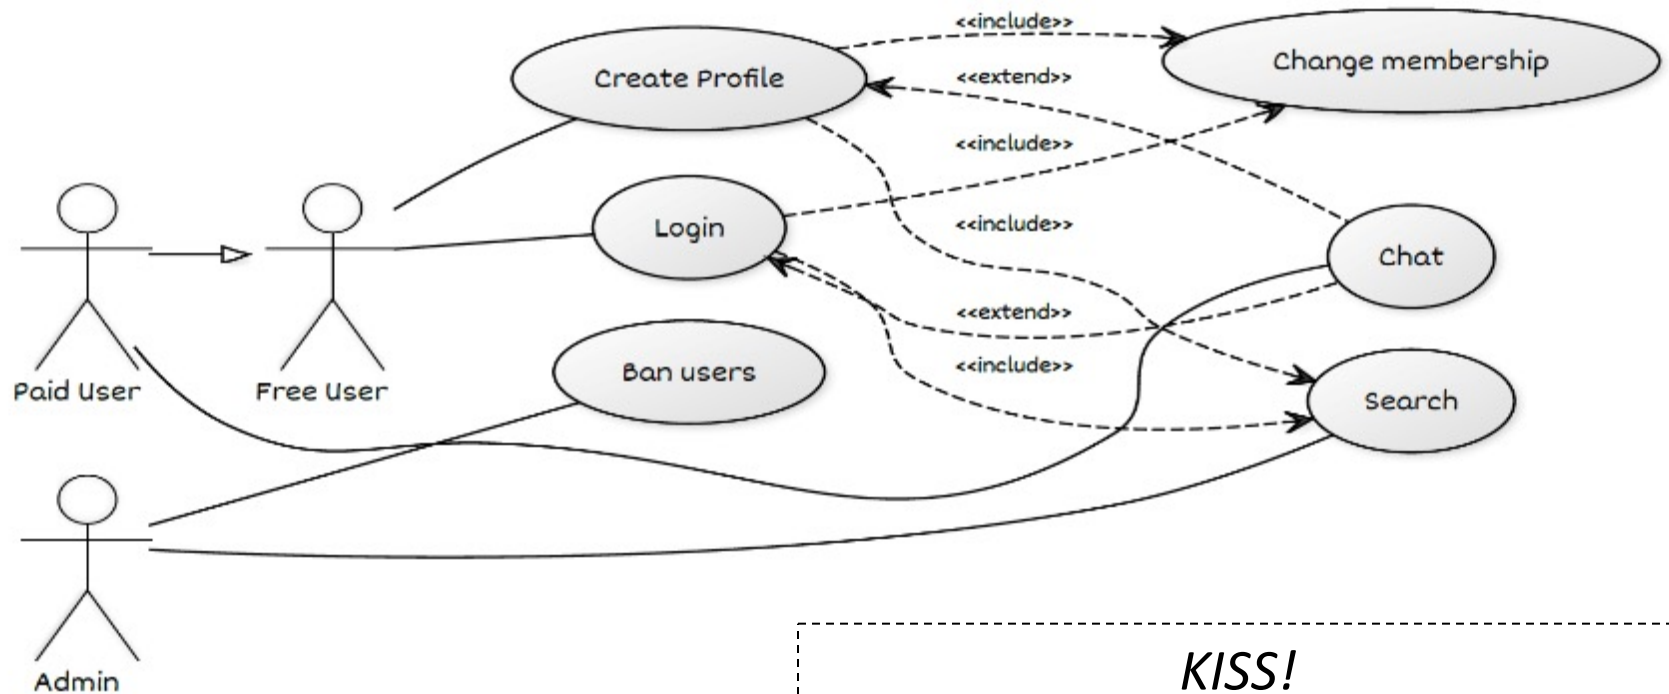 <<include>>
Change membership
Create Profile
<<extend>>
<<include>>
Login
<<include>>
Chat
<<extend>>
Ban users
<<include>>
Search
Paid User
Free User
Admin
KISS!